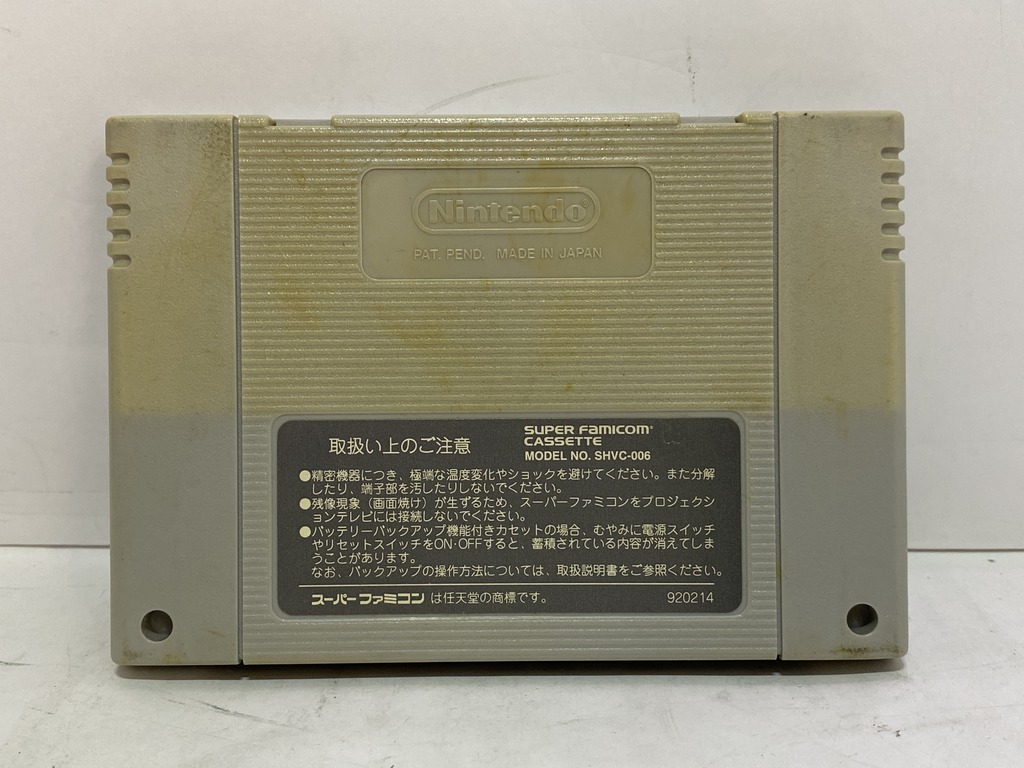 Nintendo®
PAT. PEND. MADE IN JAPAN
取扱い上のご注意
SUPER FAMICOM®
CASSETTE
MODEL NO. SHVC-006
●精密機器につき、極端な温度変化やショックを避けてください。また分解
したり、端子部を汚したりしないでください。
●残像現象（画面焼け）が生ずるため、スーパーファミコンをプロジェクシ
ョンテレビには接続しないでください。
●バッテリーバックアップ機能付きカセットの場合、むやみに電源スイッチ
やリセットスイッチをON·OFFすると、蓄積されている内容が消えてしま
うことがあります。
なお、バックアップの操作方法については、取扱説明書をご参照ください。
スーパーファミコンは任天堂の商標です。
920214